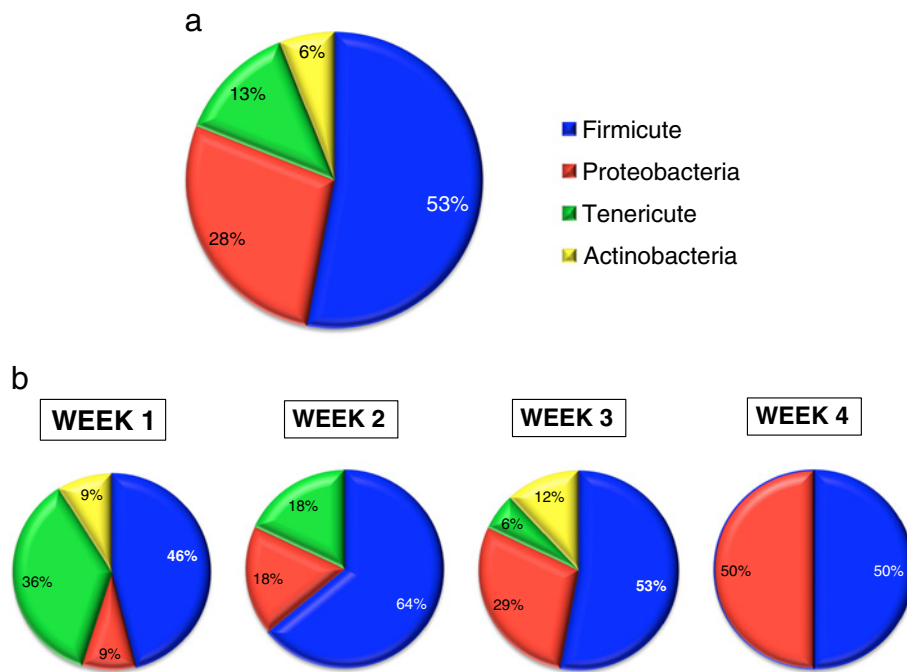 a
6%
13%
53%
28%
Firmicute
Proteobacteria
Tenericute
Actinobacteria
b
WEEK 1
WEEK 2
WEEK 3
WEEK 4
9%
46%
36%
9%
18%
18%
64%
12%
6%
53%
29%
50%
50%